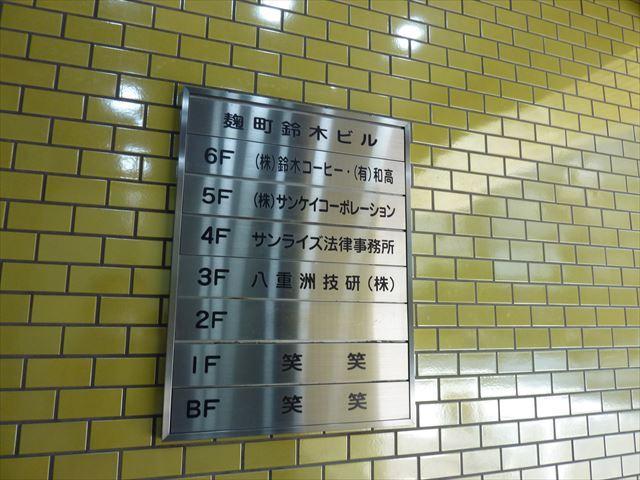 麹町鈴木ビル
6F (株)鈴木コーヒー・(有)和高
5F (株)サンケイコーポレーション
4F サンライズ法律事務所
3F 八重洲技研(株)
2F
1F 笑 笑
BF 笑 笑